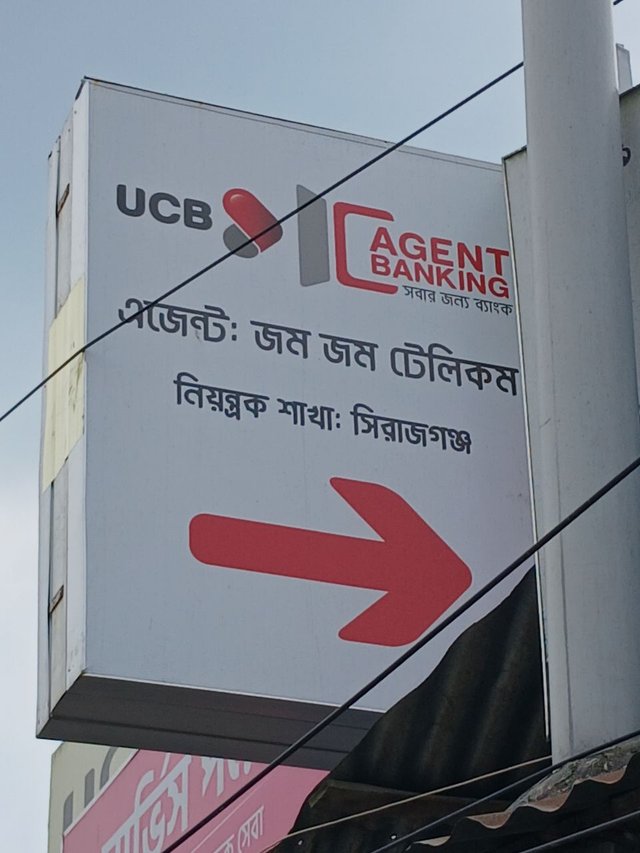 UCB
AGENT
BANKING
সবার জন্য ব্যাংক
এজেন্ট: জম জম টেলিকম
নিয়ন্ত্রক শাখা: সিরাজগঞ্জ
সেবা